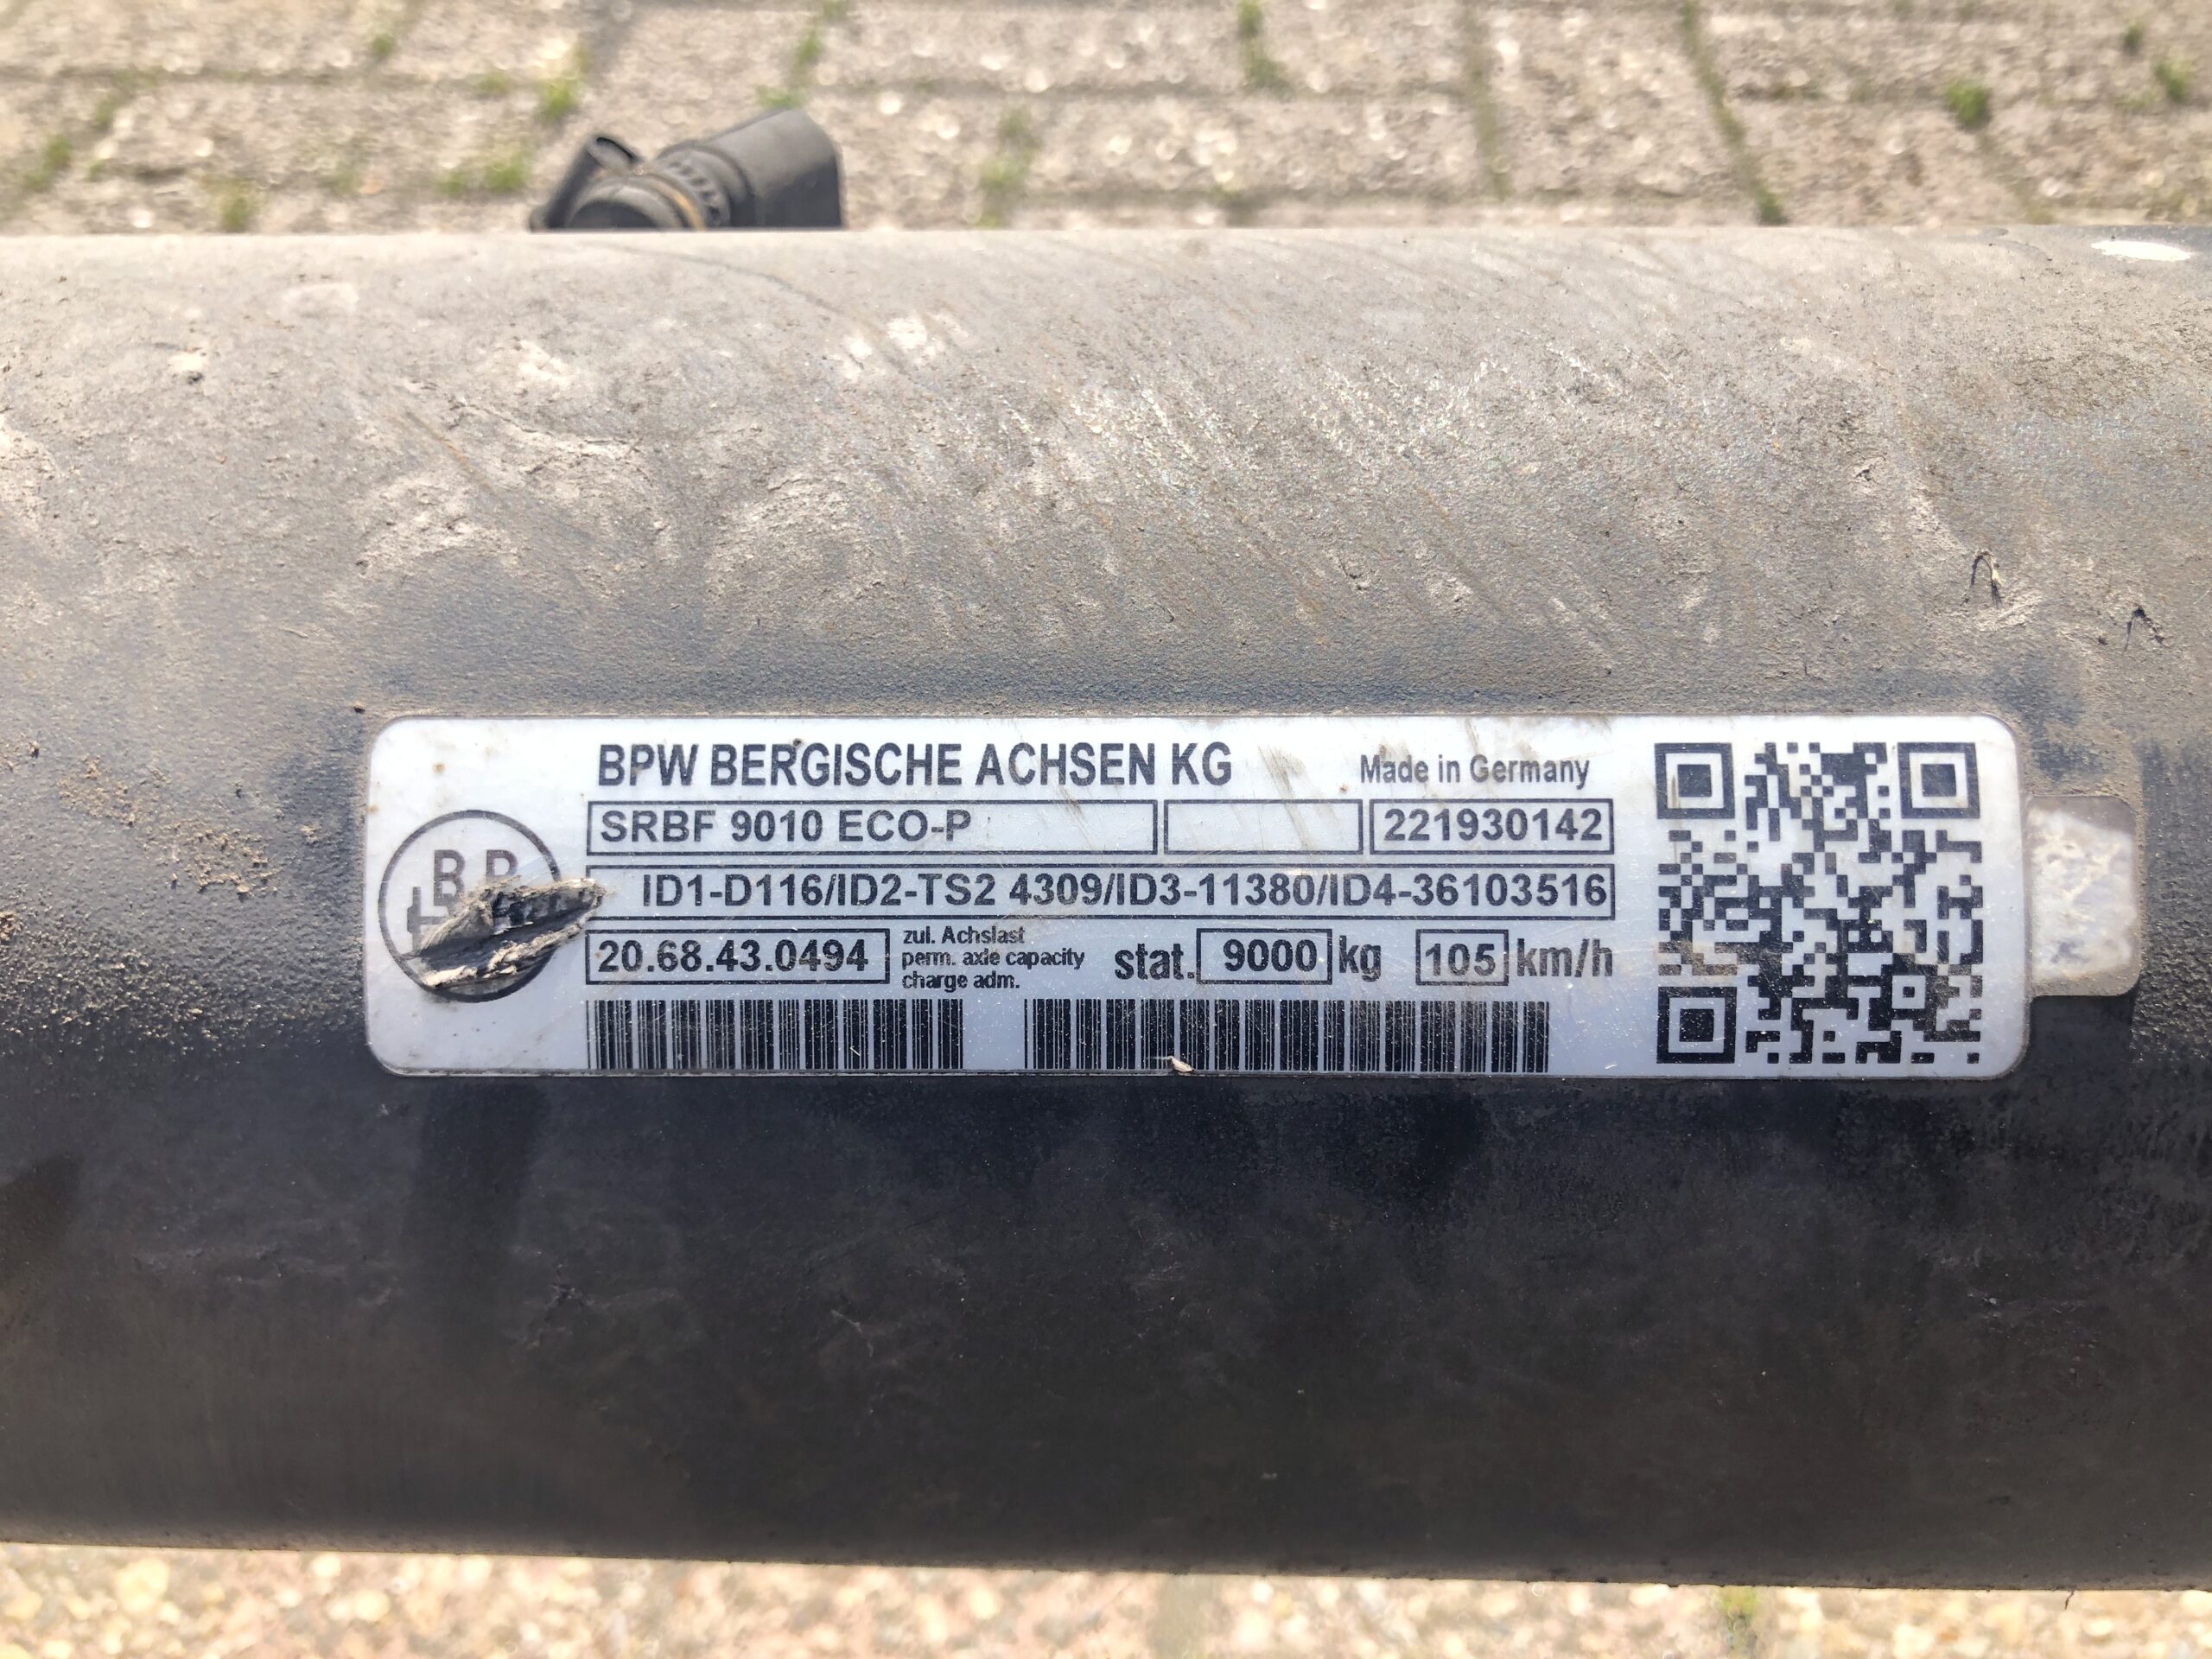 BPW BERGISCHE ACHSEN KG Made in Germany
SRBF 9010 ECO-P 221930142
ID1-D116/ID2-TS2 4309/ID3-11380/ID4-36103516
20.68.43.0494 zul. Achslast
perm. axle capacity
charge adm.
stat. 9000 kg 105 km/h